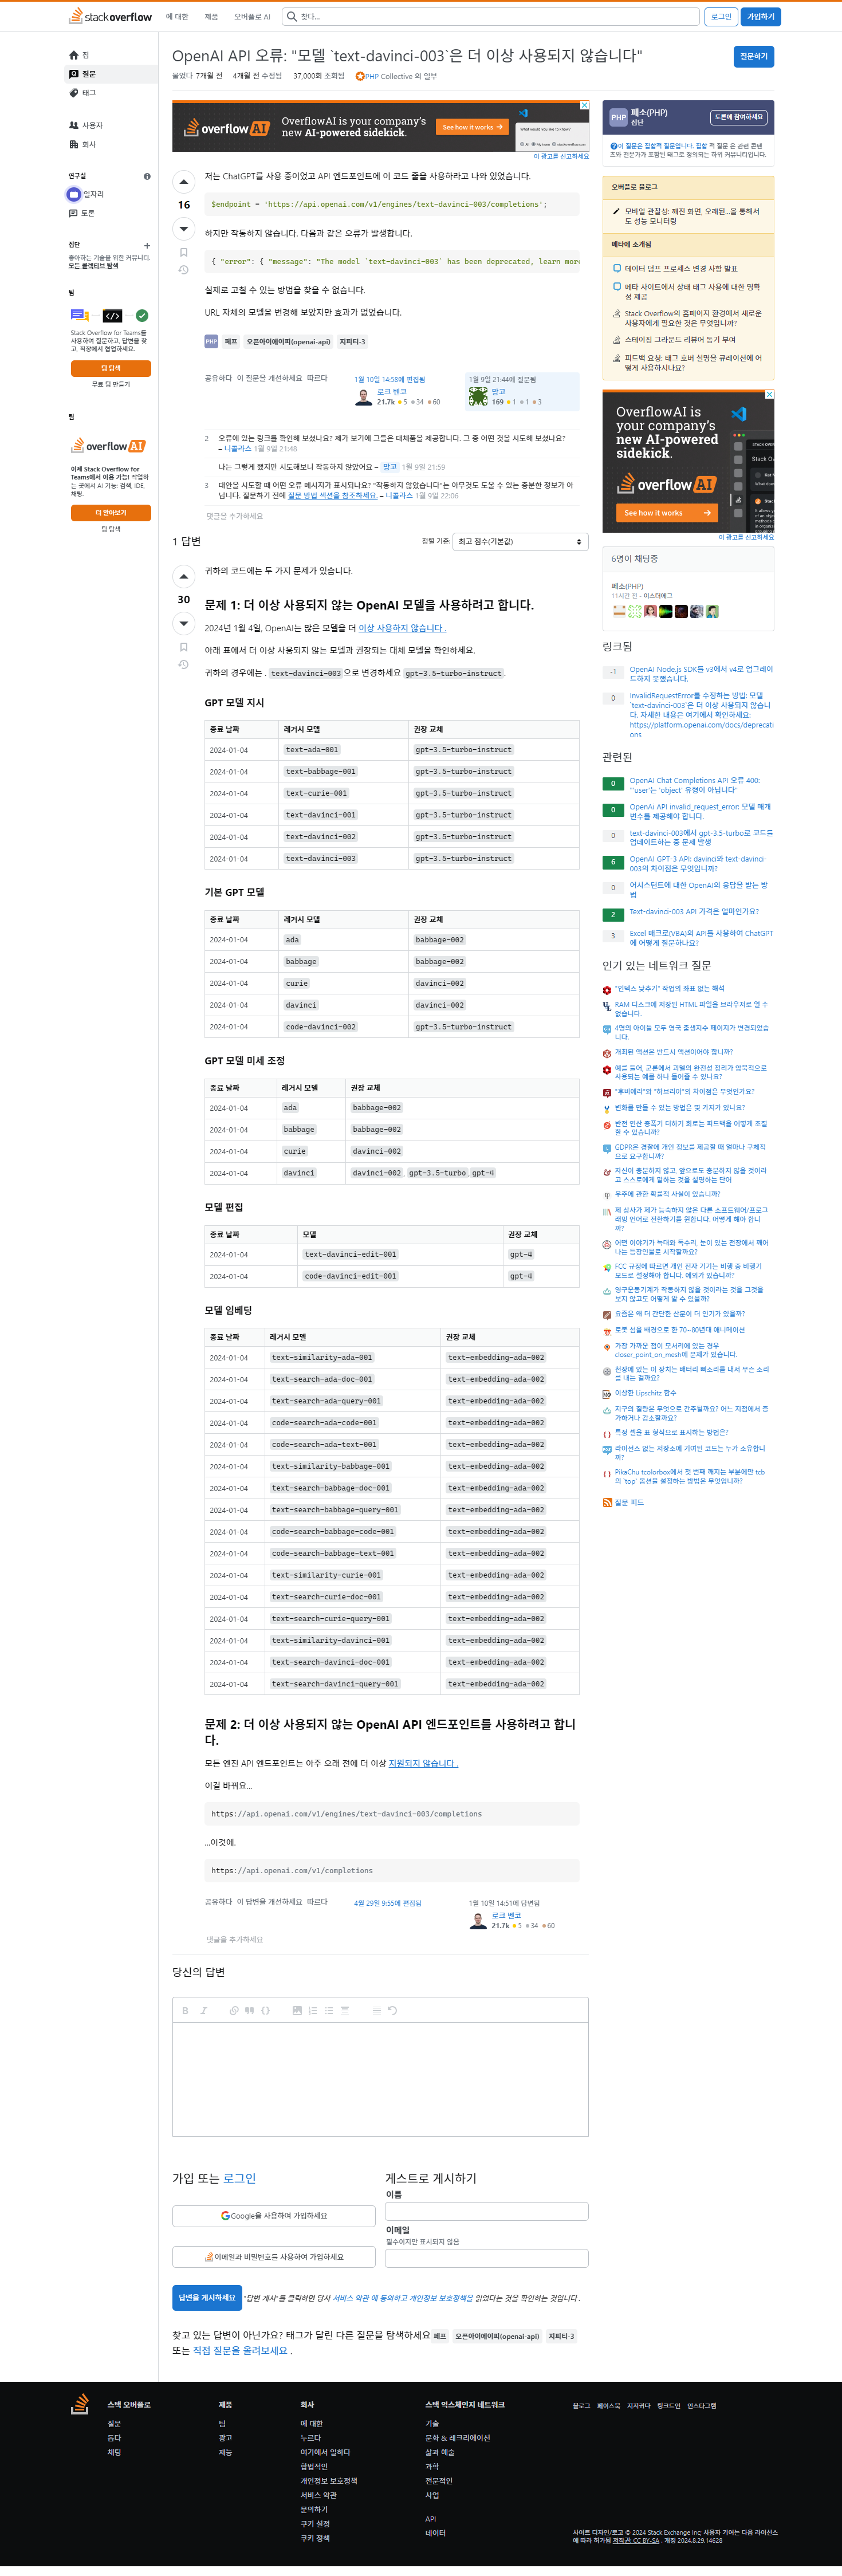 stack overflow
에 대한
제품
오버플로 AI
찾다...
로그인
가입하기
집
질문
태그
사용자
회사
연구실
일자리
토론
집단
좋아하는 기술을 위한 커뮤니티.
모든 콜렉티브 탐색
팀
Stack Overflow for Teams를
사용하여 질문하고, 답변을 찾
고, 직장에서 협업하세요.
팀 탐색
무료 팀 만들기
팀
overflow AI
이제 Stack Overflow for
Teams에서 이용 가능! 작업하
는 곳에서 AI 기능: 검색, IDE,
채팅.
더 알아보기
팀 탐색
OpenAI API 오류: "모델 `text-davinci-003`은 더 이상 사용되지 않습니다"
질문하기
물었다 7개월 전 4개월 전 수정됨 37,000회 조회됨 PHP Collective 의 일부
overflow AI
OverflowAI is your company's
new AI-powered sidekick.
See how it works
What would you like to know?
이 광고를 신고하세요
16
저는 ChatGPT를 사용 중이었고 API 엔드포인트에 이 코드 줄을 사용하라고 나와 있었습니다.
$endpoint = 'https://api.openai.com/v1/engines/text-davinci-003/completions';
하지만 작동하지 않습니다. 다음과 같은 오류가 발생합니다.
{ "error": { "message": "The model `text-davinci-003` has been deprecated, learn more
실제로 고칠 수 있는 방법을 찾을 수 없습니다.
URL 자체의 모델을 변경해 보았지만 효과가 없었습니다.
PHP 페프 오픈아이에이피(openai-api) 지피티-3
공유하다 이 질문을 개선하세요 따르다
1월 10일 14:58에 편집됨
로크 벤코
21.7k 5 34 60
1월 9일 21:44에 질문됨
망고
169 1 1 3
2 오류에 있는 링크를 확인해 보셨나요? 제가 보기에 그들은 대체품을 제공합니다. 그 중 어떤 것을 시도해 보셨나요?
– 니콜라스 1월 9일 21:48
나는 그렇게 했지만 시도해보니 작동하지 않았어요 – 망고 1월 9일 21:59
3 대안을 시도할 때 어떤 오류 메시지가 표시되나요? "작동하지 않았습니다"는 아무것도 도울 수 있는 충분한 정보가 아
닙니다. 질문하기 전에 질문 방법 섹션을 참조하세요. – 니콜라스 1월 9일 22:06
댓글을 추가하세요
1 답변
정렬 기준: 최고 점수(기본값)
30
귀하의 코드에는 두 가지 문제가 있습니다.
문제 1: 더 이상 사용되지 않는 OpenAI 모델을 사용하려고 합니다.
2024년 1월 4일, OpenAI는 많은 모델을 더 이상 사용하지 않습니다 .
아래 표에서 더 이상 사용되지 않는 모델과 권장되는 대체 모델을 확인하세요.
귀하의 경우에는 . text-davinci-003 으로 변경하세요 gpt-3.5-turbo-instruct .
GPT 모델 지시
종료 날짜 레거시 모델 권장 교체
2024-01-04 text-ada-001 gpt-3.5-turbo-instruct
2024-01-04 text-babbage-001 gpt-3.5-turbo-instruct
2024-01-04 text-curie-001 gpt-3.5-turbo-instruct
2024-01-04 text-davinci-001 gpt-3.5-turbo-instruct
2024-01-04 text-davinci-002 gpt-3.5-turbo-instruct
2024-01-04 text-davinci-003 gpt-3.5-turbo-instruct
기본 GPT 모델
종료 날짜 레거시 모델 권장 교체
2024-01-04 ada babbage-002
2024-01-04 babbage babbage-002
2024-01-04 curie davinci-002
2024-01-04 davinci davinci-002
2024-01-04 code-davinci-002 gpt-3.5-turbo-instruct
GPT 모델 미세 조정
종료 날짜 레거시 모델 권장 교체
2024-01-04 ada babbage-002
2024-01-04 babbage babbage-002
2024-01-04 curie davinci-002
2024-01-04 davinci davinci-002 , gpt-3.5-turbo , gpt-4
모델 편집
종료 날짜 모델 권장 교체
2024-01-04 text-davinci-edit-001 gpt-4
2024-01-04 code-davinci-edit-001 gpt-4
모델 임베딩
종료 날짜 레거시 모델 권장 교체
2024-01-04 text-similarity-ada-001 text-embedding-ada-002
2024-01-04 text-search-ada-doc-001 text-embedding-ada-002
2024-01-04 text-search-ada-query-001 text-embedding-ada-002
2024-01-04 code-search-ada-code-001 text-embedding-ada-002
2024-01-04 code-search-ada-text-001 text-embedding-ada-002
2024-01-04 text-similarity-babbage-001 text-embedding-ada-002
2024-01-04 text-search-babbage-doc-001 text-embedding-ada-002
2024-01-04 text-search-babbage-query-001 text-embedding-ada-002
2024-01-04 code-search-babbage-code-001 text-embedding-ada-002
2024-01-04 code-search-babbage-text-001 text-embedding-ada-002
2024-01-04 text-similarity-curie-001 text-embedding-ada-002
2024-01-04 text-search-curie-doc-001 text-embedding-ada-002
2024-01-04 text-search-curie-query-001 text-embedding-ada-002
2024-01-04 text-similarity-davinci-001 text-embedding-ada-002
2024-01-04 text-search-davinci-doc-001 text-embedding-ada-002
2024-01-04 text-search-davinci-query-001 text-embedding-ada-002
문제 2: 더 이상 사용되지 않는 OpenAI API 엔드포인트를 사용하려고 합니
다.
모든 엔진 API 엔드포인트는 아주 오래 전에 더 이상 지원되지 않습니다 .
이걸 바꿔요...
https://api.openai.com/v1/engines/text-davinci-003/completions
...이것에.
https://api.openai.com/v1/completions
공유하다 이 답변을 개선하세요 따르다
4월 29일 9:55에 편집됨
1월 10일 14:51에 답변됨
로크 벤코
21.7k 5 34 60
댓글을 추가하세요
당신의 답변
가입 또는 로그인
Google을 사용하여 가입하세요
이메일과 비밀번호를 사용하여 가입하세요
게스트로 게시하기
이름
이메일
필수이지만 표시되지 않음
답변을 게시하세요
"답변 게시"를 클릭하면 당사 서비스 약관 에 동의하고 개인정보 보호정책을 읽었다는 것을 확인하는 것입니다 .
찾고 있는 답변이 아닌가요? 태그가 달린 다른 질문을 탐색하세요 페프 오픈아이에이피(openai-api) 지피티-3
또는 직접 질문을 올려보세요 .
PHP 페소(PHP)
집단
토론에 참여하세요
이 질문은 집합적 질문입니다. 집합 적 질문 은 관련 콘텐
츠와 전문가가 포함된 태그로 정의되는 하위 커뮤니티입니다.
오버플로 블로그
모바일 관찰성: 깨진 화면, 오래된...을 통해서
도 성능 모니터링
메타에 소개됨
데이터 덤프 프로세스 변경 사항 발표
메타 사이트에서 상태 태그 사용에 대한 명확
성 제공
Stack Overflow의 홈페이지 환경에서 새로운
사용자에게 필요한 것은 무엇입니까?
스테이징 그라운드 리뷰어 동기 부여
피드백 요청: 태그 호버 설명을 큐레이션에 어
떻게 사용하시나요?
OverflowAI is
your company's
new AI-powered
sidekick.
overflow AI
See how it works
이 광고를 신고하세요
6명이 채팅중
페소(PHP)
11시간 전 - 이스터에그
링크됨
-1 OpenAI Node.js SDK를 v3에서 v4로 업그레이
드하지 못했습니다.
0 InvalidRequestError를 수정하는 방법: 모델
`text-davinci-003`은 더 이상 사용되지 않습니
다. 자세한 내용은 여기에서 확인하세요:
https://platform.openai.com/docs/deprecati
ons
관련된
0 OpenAI Chat Completions API 오류 400:
"'user'는 'object' 유형이 아닙니다"
0 OpenAi API invalid_request_error: 모델 매개
변수를 제공해야 합니다.
0 text-davinci-003에서 gpt-3.5-turbo로 코드를
업데이트하는 중 문제 발생
6 OpenAI GPT-3 API: davinci와 text-davinci-
003의 차이점은 무엇입니까?
0 어시스턴트에 대한 OpenAI의 응답을 받는 방
법
2 Text-davinci-003 API 가격은 얼마인가요?
3 Excel 매크로(VBA)의 API를 사용하여 ChatGPT
에 어떻게 질문하나요?
인기 있는 네트워크 질문
"인덱스 낮추기" 작업의 좌표 없는 해석
RAM 디스크에 저장된 HTML 파일을 브라우저로 열 수
없습니다.
4명의 아이들 모두 영국 출생지수 페이지가 변경되었습
니다.
개최된 액션은 반드시 액션이어야 합니까?
예를 들어, 군론에서 괴델의 완전성 정리가 암묵적으로
사용되는 예를 하나 들어줄 수 있나요?
"후비에라"와 "하브리아"의 차이점은 무엇인가요?
변화를 만들 수 있는 방법은 몇 가지가 있나요?
반전 연산 증폭기 더하기 회로는 피드백을 어떻게 조절
할 수 있습니까?
GDPR은 경찰에 개인 정보를 제공할 때 얼마나 구체적
으로 요구합니까?
자신이 충분하지 않고, 앞으로도 충분하지 않을 것이라
고 스스로에게 말하는 것을 설명하는 단어
우주에 관한 확률적 사실이 있습니까?
제 상사가 제가 능숙하지 않은 다른 소프트웨어/프로그
래밍 언어로 전환하기를 원합니다. 어떻게 해야 합니
까?
어떤 이야기가 늑대와 독수리, 눈이 있는 전장에서 깨어
나는 등장인물로 시작할까요?
FCC 규정에 따르면 개인 전자 기기는 비행 중 비행기
모드로 설정해야 합니다. 예외가 있습니까?
영구운동기계가 작동하지 않을 것이라는 것을 그것을
보지 않고도 어떻게 알 수 있을까?
요즘은 왜 더 간단한 산문이 더 인기가 있을까?
로봇 섬을 배경으로 한 70~80년대 애니메이션
가장 가까운 점이 모서리에 있는 경우
closer_point_on_mesh에 문제가 있습니다.
천장에 있는 이 장치는 배터리 삐소리를 내서 무슨 소리
를 내는 걸까요?
이상한 Lipschitz 함수
지구의 질량은 무엇으로 간주될까요? 어느 지점에서 증
가하거나 감소할까요?
특정 셀을 표 형식으로 표시하는 방법은?
라이선스 없는 저장소에 기여된 코드는 누가 소유합니
까?
PikaChu tcolorbox에서 첫 번째 깨지는 부분에만 tcb
의 `top` 옵션을 설정하는 방법은 무엇입니까?
질문 피드
스택 오버플로
질문
돕다
채팅
제품
팀
광고
재능
회사
에 대한
누르다
여기에서 일하다
합법적인
개인정보 보호정책
서비스 약관
문의하기
쿠키 설정
쿠키 정책
스택 익스체인지 네트워크
기술
문화 & 레크리에이션
삶과 예술
과학
전문적인
사업
API
데이터
블로그 페이스북 지저귀다 링크드인 인스타그램
사이트 디자인/로고 © 2024 Stack Exchange Inc; 사용자 기여는 다음 라이선스
에 따라 허가됨 저작권: CC BY-SA . 개정 2024.8.29.14628